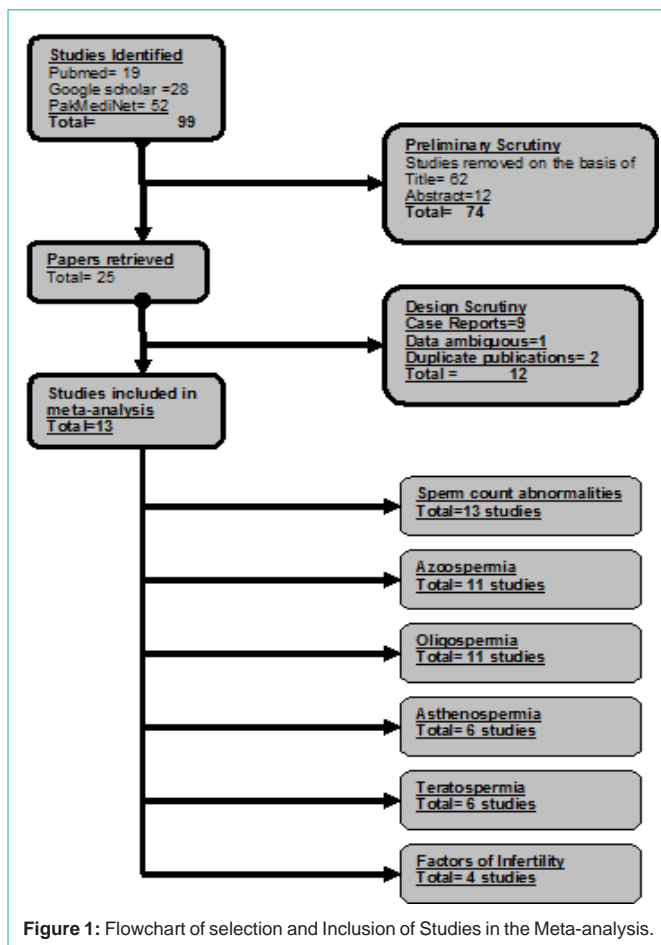 Studies Identified
Pubmed= 19
Google scholar =28
PakMediNet= 52
Total= 99
Preliminary Scrutiny
Studies removed on the basis of
Title= 62
Abstract=12
Total= 74
Papers retrieved
Total= 25
Design Scrutiny
Case Reports=9
Data ambiquous=1
Duplicate publications= 2
Total = 12
Studies included in
meta-analysis
Total=13
Sperm count abnormalities
Total=13 studies
Azoospermia
Total= 11 studies
Oligospermia
Total= 11 studies
Asthenospermia
Total= 6 studies
Teratospermia
Total= 6 studies
Factors of Infertility
Total= 4 studies
Figure 1: Flowchart of selection and Inclusion of Studies in the Meta-analysis.